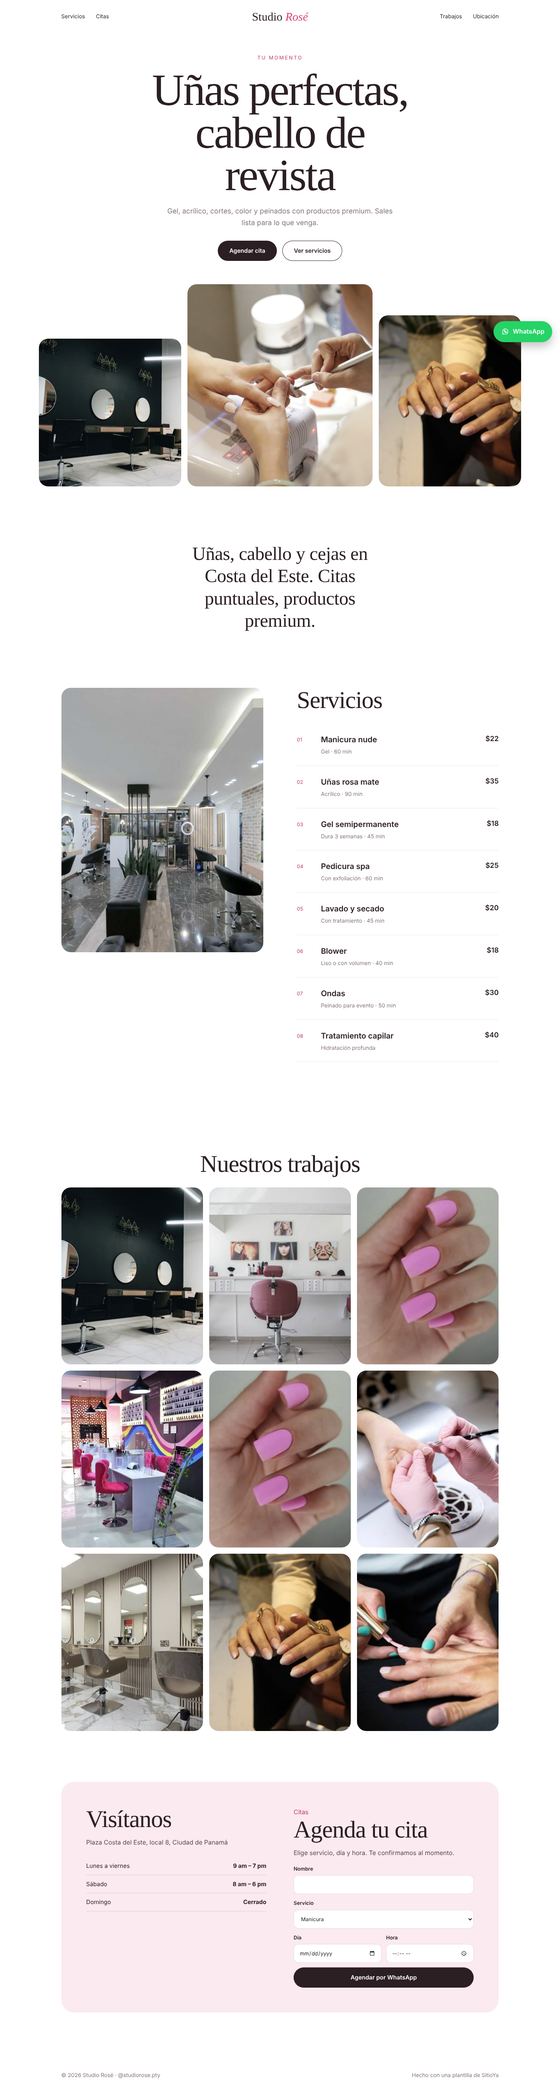 Servicios
Citas
Studio Rosé
Trabajos
Ubicación
TU MOMENTO
Uñas perfectas,
cabello de
revista
Gel, acrílico, cortes, color y peinados con productos premium. Sales
lista para lo que venga.
Agendar cita
Ver servicios
WhatsApp
Uñas, cabello y cejas en
Costa del Este. Citas
puntuales, productos
premium.
Servicios
01 Manicura nude $22
Gel · 60 min
02 Uñas rosa mate $35
Acrílico · 90 min
03 Gel semipermanente $18
Dura 3 semanas · 45 min
04 Pedicura spa $25
Con exfoliación · 60 min
05 Lavado y secado $20
Con tratamiento · 45 min
06 Blower $18
Liso o con volumen · 40 min
07 Ondas $30
Peinado para evento · 50 min
08 Tratamiento capilar $40
Hidratación profunda
Nuestros trabajos
Visítanos
Plaza Costa del Este, local 8, Ciudad de Panamá
Lunes a viernes 9 am – 7 pm
Sábado 8 am – 6 pm
Domingo Cerrado
Citas
Agenda tu cita
Elige servicio, día y hora. Te confirmamos al momento.
Nombre
Servicio
Manicura
Día
Hora
mm/dd/yyyy
--:-- --
Agendar por WhatsApp
© 2026 Studio Rosé · @studiorose.pty
Hecho con una plantilla de SitioYa